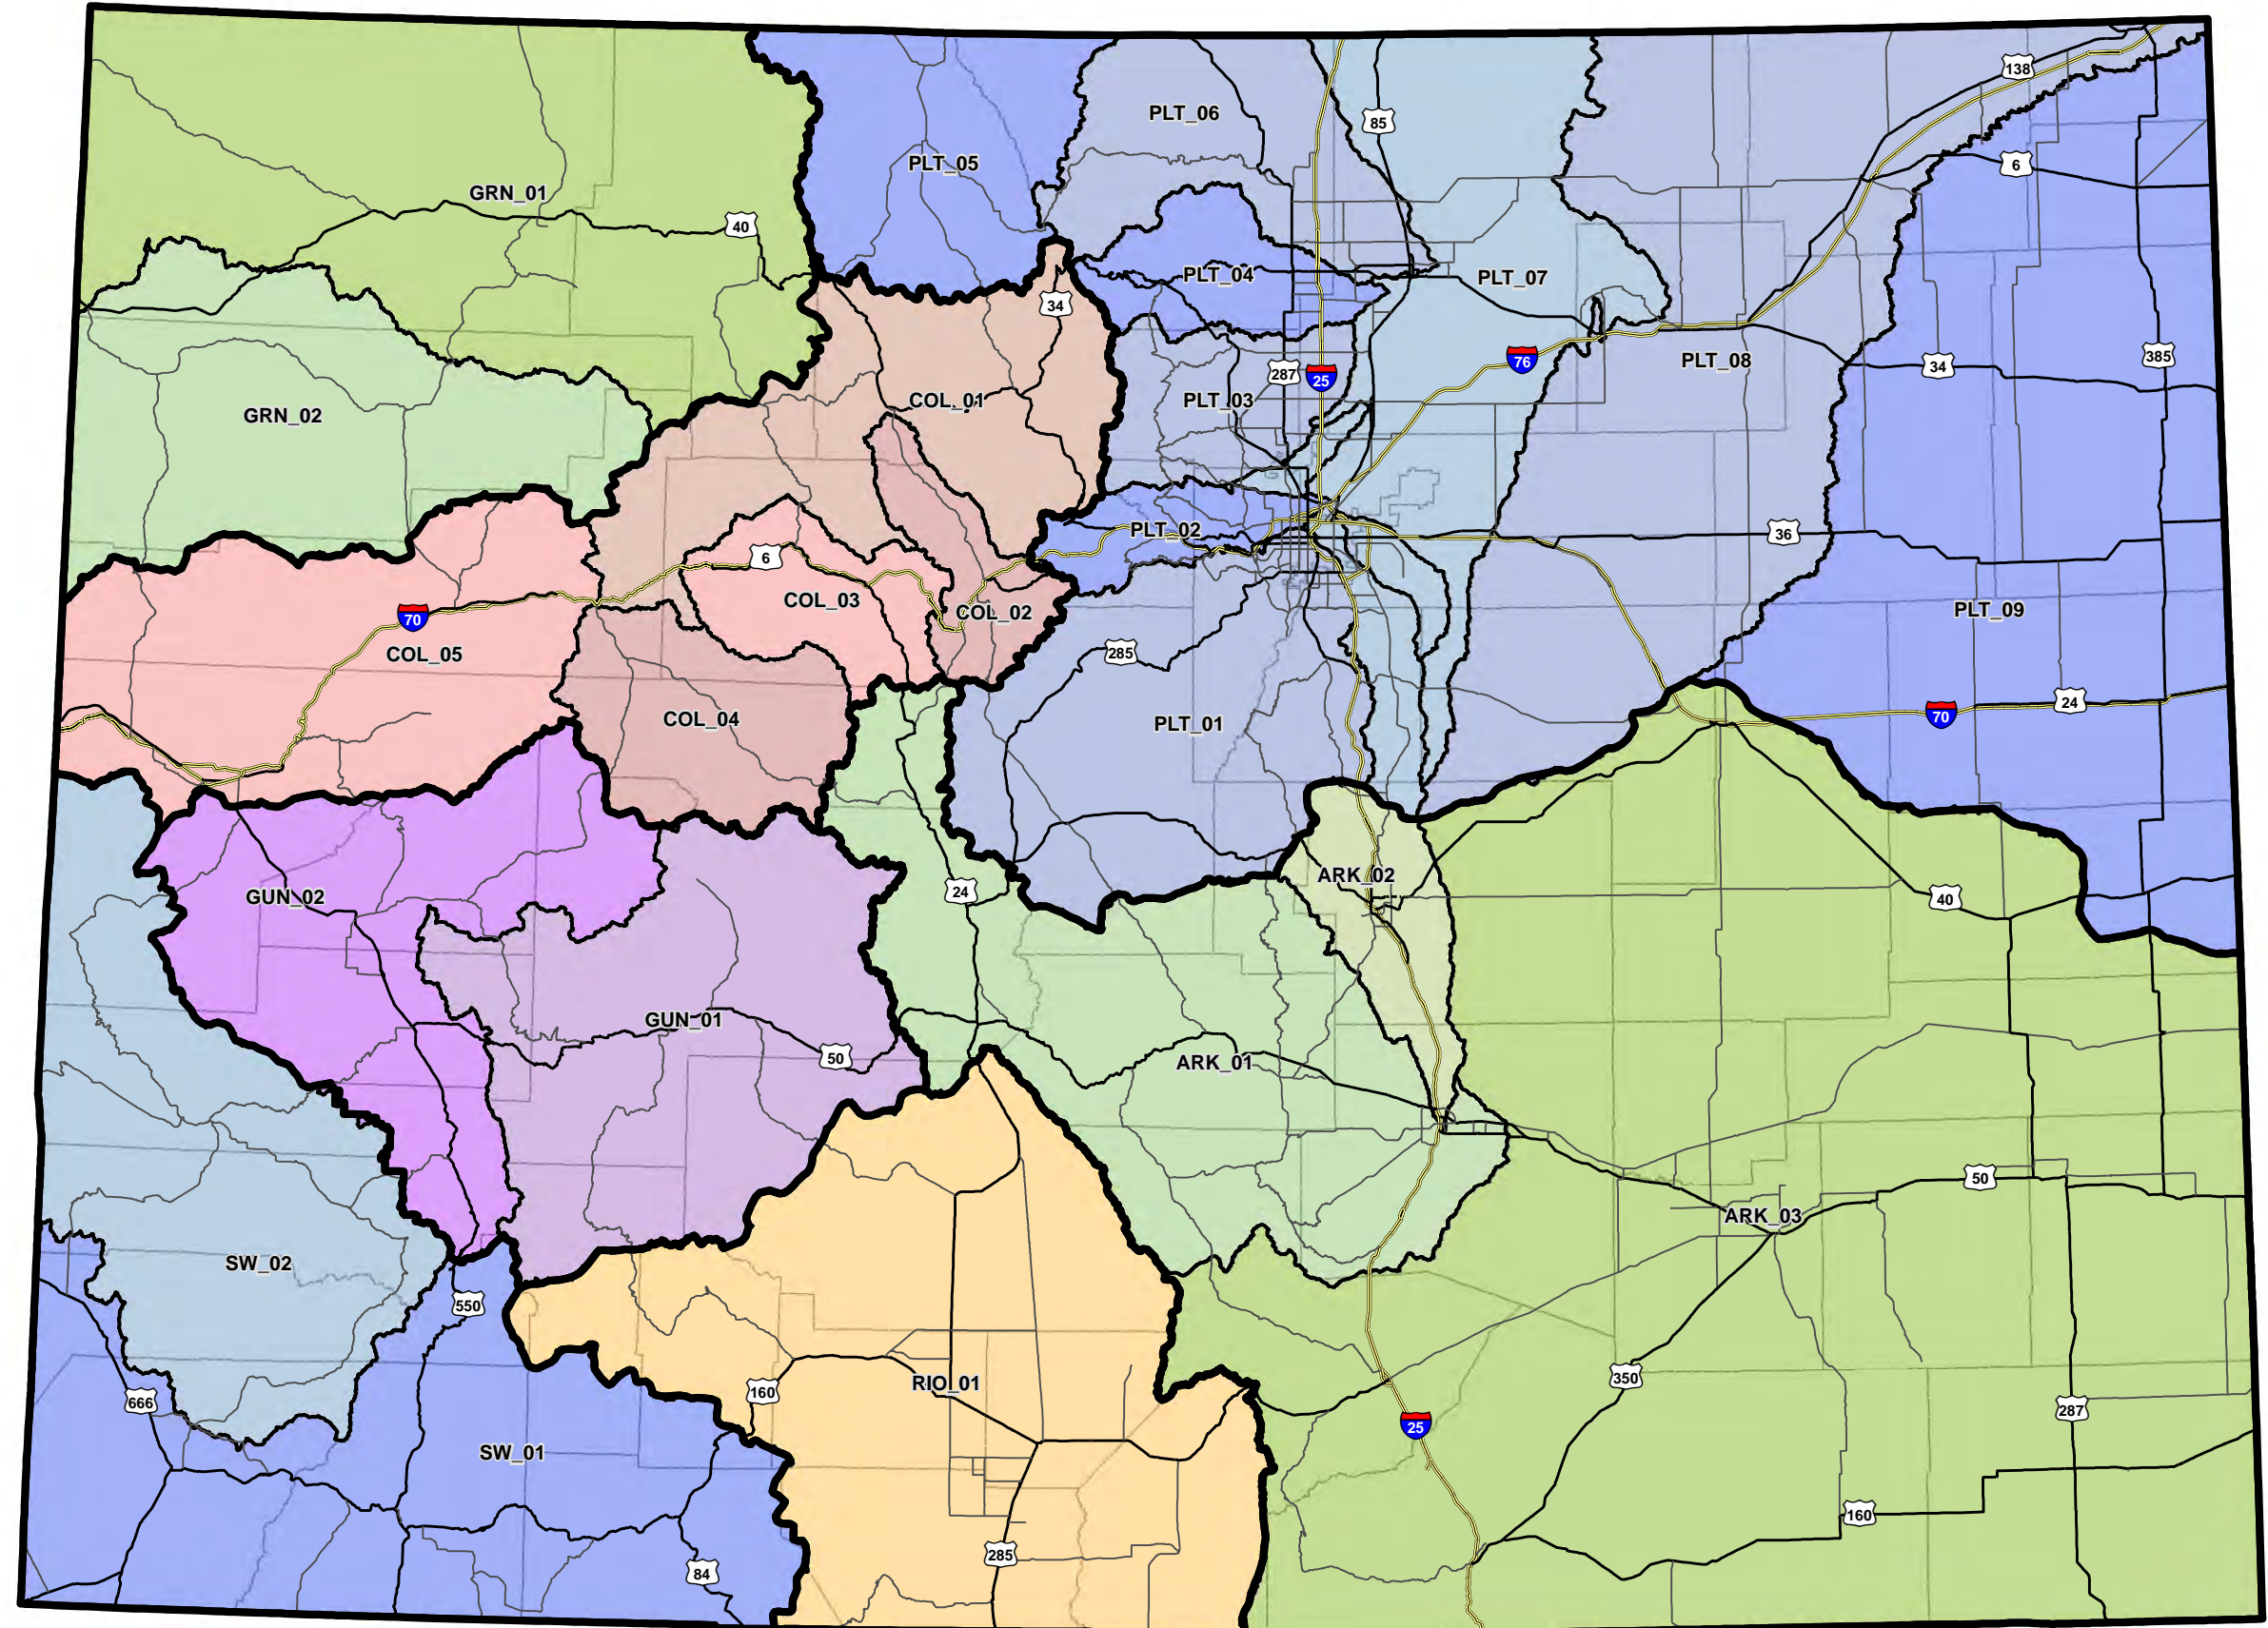 138
PLT_06
85
PLT_05
6
GRN_01
40
PLT_04
PLT_07
34
385
76
PLT_08
34
287
25
PLT_03
COL_01
GRN_02
PLT_02
36
6
COL_03
COL_02
PLT_09
70
COL_05
285
24
70
COL_04
PLT_01
ARK_02
24
GUN_02
40
GUN_01
50
ARK_01
50
ARK_03
SW_02
550
RIO_01
350
160
666
287
25
SW_01
160
285
84